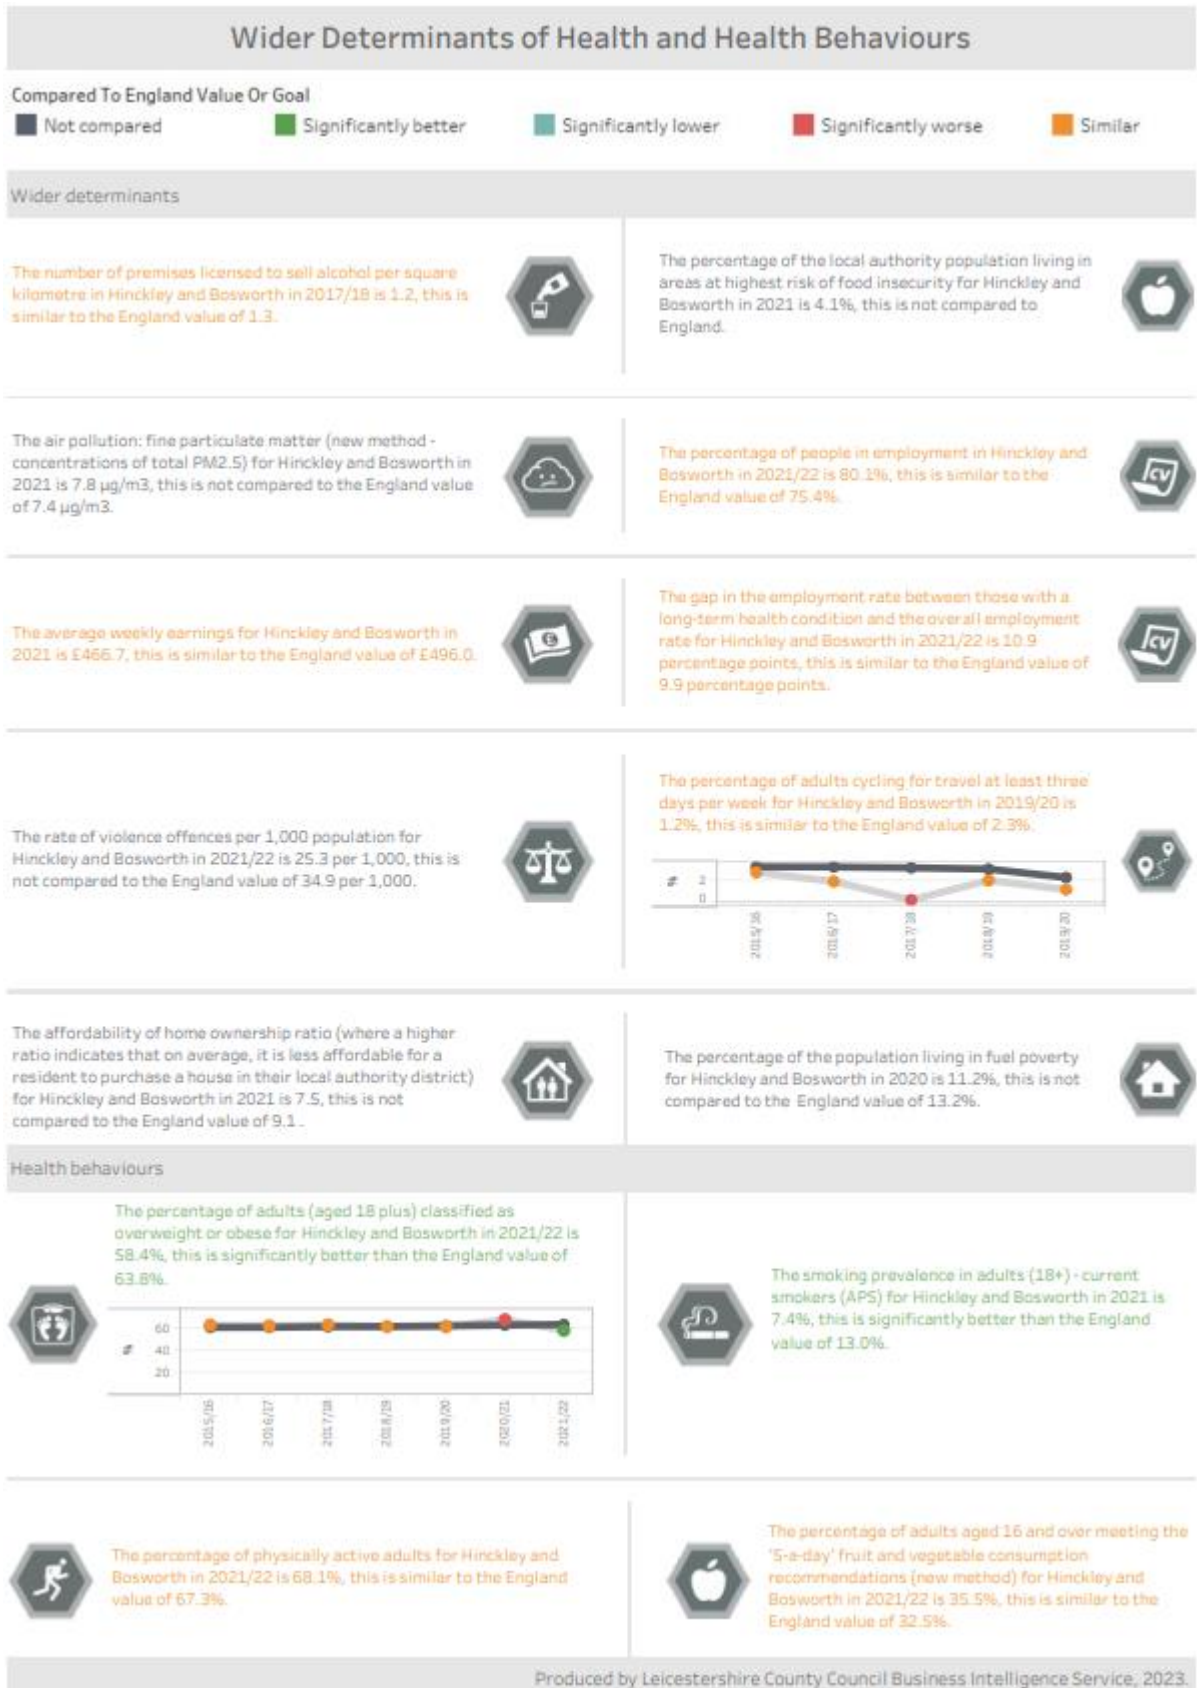 Wider Determinants of Health and Health Behaviours
Compared To England Value Or Goal
Not compared
Significantly better
Significantly lower
Significantly worse
Similar
Wider determinants
The number of premises licensed to sell alcohol per square
kilometre in Hinckley and Bosworth in 2017/18 is 1.2, this is
similar to the England value of 1.3.
The percentage of the local authority population living in
areas at highest risk of food insecurity for Hinckley and
Bosworth in 2021 is 4.1%, this is not compared to
England.
The air pollution: fine particulate matter (new method -
concentrations of total PM2.5) for Hinckley and Bosworth in
2021 is 7.8 µg/m3, this is not compared to the England value
of 7.4 µg/m3.
The percentage of people in employment in Hinckley and
Bosworth in 2021/22 is 80.1%, this is similar to the
England value of 75.4%.
CV
The average weekly earnings for Hinckley and Bosworth in
2021 is £466.7, this is similar to the England value of £496.0.
£
The gap in the employment rate between those with a
long-term health condition and the overall employment
rate for Hinckley and Bosworth in 2021/22 is 10.9
percentage points, this is similar to the England value of
9.9 percentage points.
CV
The rate of violence offences per 1,000 population for
Hinckley and Bosworth in 2021/22 is 25.3 per 1,000, this is
not compared to the England value of 34.9 per 1,000.
The percentage of adults cycling for travel at least three
days per week for Hinckley and Bosworth in 2019/20 is
1.2%, this is similar to the England value of 2.3%.
%
2
0
2015/16
2016/17
2017/18
2018/19
2019/20
The affordability of home ownership ratio (where a higher
ratio indicates that on average, it is less affordable for a
resident to purchase a house in their local authority district)
for Hinckley and Bosworth in 2021 is 7.5, this is not
compared to the England value of 9.1 .
The percentage of the population living in fuel poverty
for Hinckley and Bosworth in 2020 is 11.2%, this is not
compared to the England value of 13.2%.
Health behaviours
The percentage of adults (aged 18 plus) classified as
overweight or obese for Hinckley and Bosworth in 2021/22 is
58.4%, this is significantly better than the England value of
63.8%.
%
60
40
20
2015/16
2016/17
2017/18
2018/19
2019/20
2020/21
2021/22
The smoking prevalence in adults (18+) - current
smokers (APS) for Hinckley and Bosworth in 2021 is
7.4%, this is significantly better than the England
value of 13.0%.
The percentage of physically active adults for Hinckley and
Bosworth in 2021/22 is 68.1%, this is similar to the England
value of 67.3%.
The percentage of adults aged 16 and over meeting the
'5-a-day' fruit and vegetable consumption
recommendations (new method) for Hinckley and
Bosworth in 2021/22 is 35.5%, this is similar to the
England value of 32.5%.
Produced by Leicestershire County Council Business Intelligence Service, 2023.